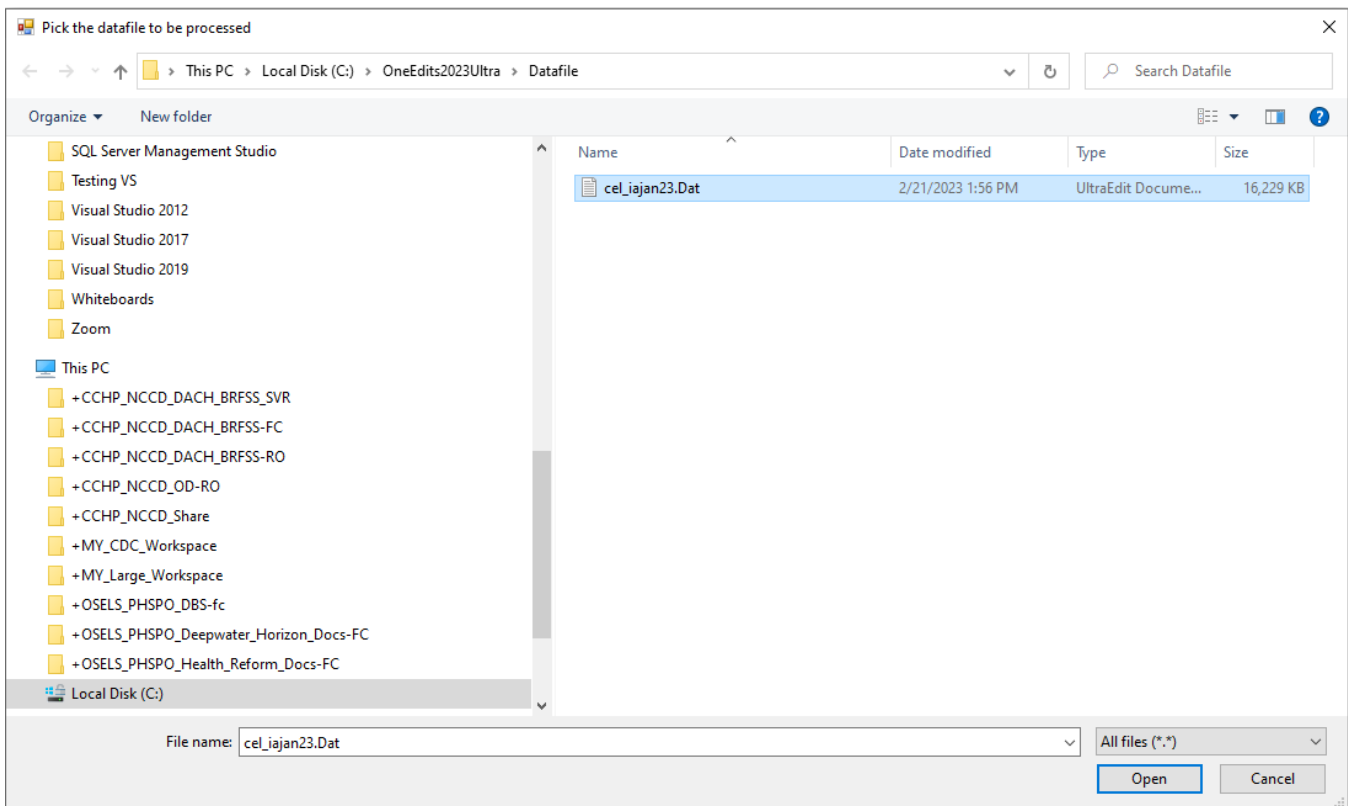 Pick the datafile to be processed
This PC > Local Disk (C:) > OneEdits2023Ultra > Datafile
Search Datafile
Organize
New folder
SQL Server Management Studio
Testing VS
Visual Studio 2012
Visual Studio 2017
Visual Studio 2019
Whiteboards
Zoom
This PC
+CCHP_NCCD_DACH_BRFSS_SVR
+CCHP_NCCD_DACH_BRFSS-FC
+CCHP_NCCD_DACH_BRFSS-RO
+CCHP_NCCD_OD-RO
+CCHP_NCCD_Share
+MY_CDC_Workspace
+MY_Large_Workspace
+OSELS_PHSPO_DBS-fc
+OSELS_PHSPO_Deepwater_Horizon_Docs-FC
+OSELS_PHSPO_Health_Reform_Docs-FC
Local Disk (C:)
Name Date modified Type Size
cel_iajan23.Dat 2/21/2023 1:56 PM UltraEdit Docume... 16,229 KB
File name: cel_iajan23.Dat All files (*.*)
Open Cancel